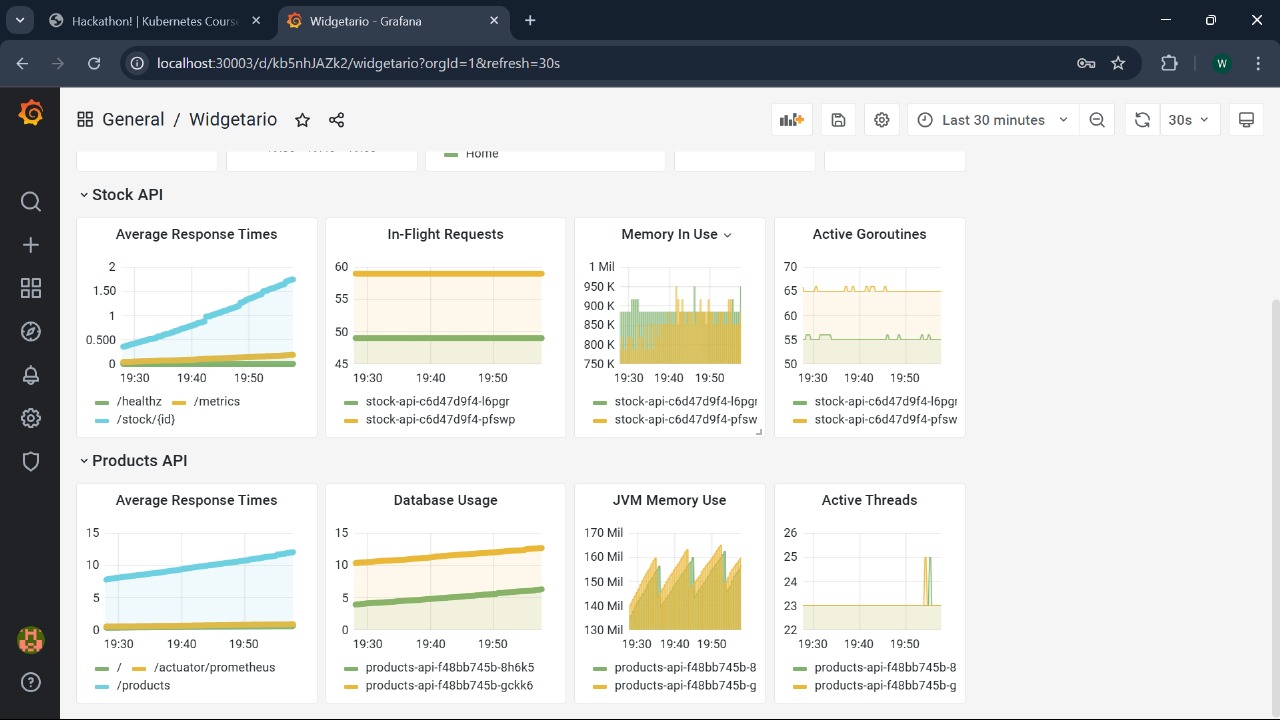 Hackathon! | Kubernetes Cours
Widgetario - Grafana
localhost:30003/d/kb5nhJAZk2/widgetario?orgId=1&refresh=30s
W
General / Widgetario
Last 30 minutes
30s
Home
Stock API
Average Response Times
2
1.50
1
0.500
0
19:30 19:40 19:50
/healthz /metrics
/stock/{id}
In-Flight Requests
60
55
50
45
19:30 19:40 19:50
stock-api-c6d47d9f4-l6pgr
stock-api-c6d47d9f4-pfswp
Memory In Use
1 Mil
950 K
900 K
850 K
800 K
750 K
19:30 19:40 19:50
stock-api-c6d47d9f4-l6pgr
stock-api-c6d47d9f4-pfsw
Active Goroutines
70
65
60
55
50
19:30 19:40 19:50
stock-api-c6d47d9f4-l6pgr
stock-api-c6d47d9f4-pfsw
Products API
Average Response Times
15
10
5
0
19:30 19:40 19:50
/ /actuator/prometheus
/products
Database Usage
15
10
5
0
19:30 19:40 19:50
products-api-f48bb745b-8h6k5
products-api-f48bb745b-gckk6
JVM Memory Use
170 Mil
160 Mil
150 Mil
140 Mil
130 Mil
19:30 19:40 19:50
products-api-f48bb745b-8
products-api-f48bb745b-g
Active Threads
26
25
24
23
22
19:30 19:40 19:50
products-api-f48bb745b-8
products-api-f48bb745b-g